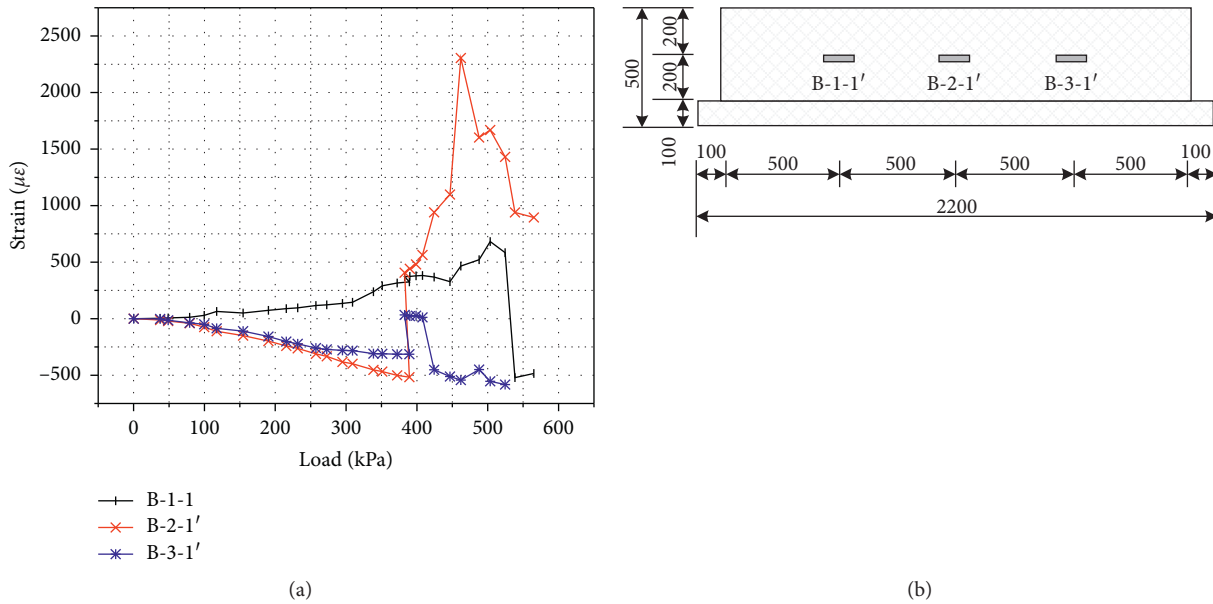 2500
2000
1500
1000
500
0
−500
Strain (με)
0 100 200 300 400 500 600
Load (kPa)
B-1-1
B-2-1′
B-3-1′
(a)
500
200
200
100
B-1-1′ B-2-1′ B-3-1′
100 500 500 500 500 100
2200
(b)